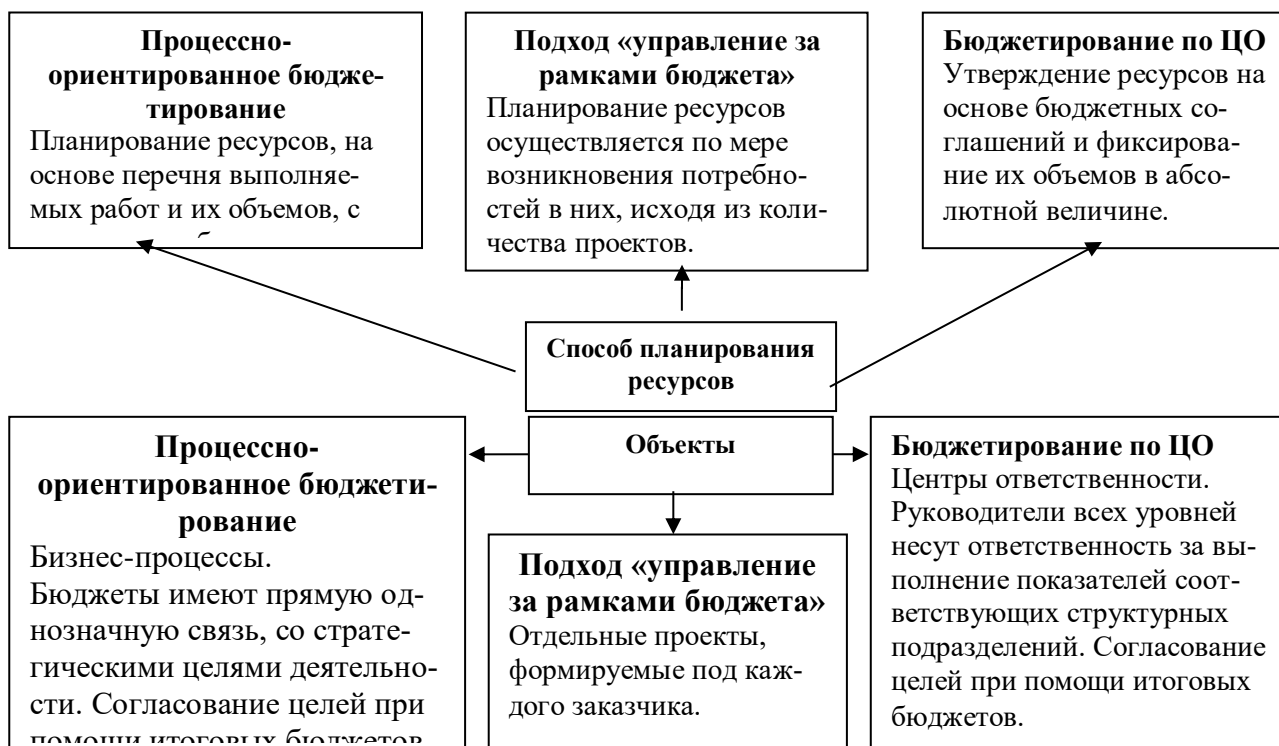 Процессно-
ориентированное бюдже-
тирование
Планирование ресурсов, на
основе перечня выполняе-
мых работ и их объемов, с
Подход «управление за
рамками бюджета»
Планирование ресурсов
осуществляется по мере
возникновения потребно-
стей в них, исходя из коли-
чества проектов.
Бюджетирование по ЦО
Утверждение ресурсов на
основе бюджетных со-
глашений и фиксирова-
ние их объемов в абсо-
лютной величине.
Способ планирования
ресурсов
Объекты
Процессно-
ориентированное бюджети-
рование
Бизнес-процессы.
Бюджеты имеют прямую од-
нозначную связь, со страте-
гическими целями деятельно-
сти. Согласование целей при
помощи итоговых бюджетов
Подход «управление
за рамками бюджета»
Отдельные проекты,
формируемые под каж-
дого заказчика.
Бюджетирование по ЦО
Центры ответственности.
Руководители всех уровней
несут ответственность за вы-
полнение показателей соот-
ветствующих структурных
подразделений. Согласование
целей при помощи итоговых
бюджетов.